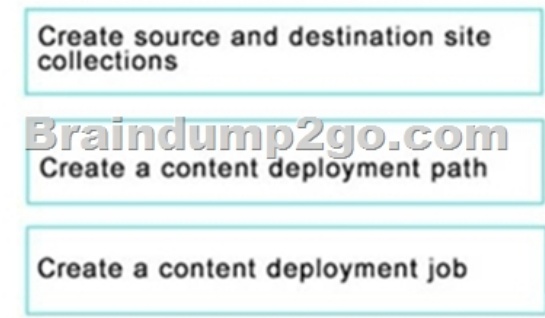 Create source and destination site
collections
Braindump2go.com
Create a content deployment path
Create a content deployment job